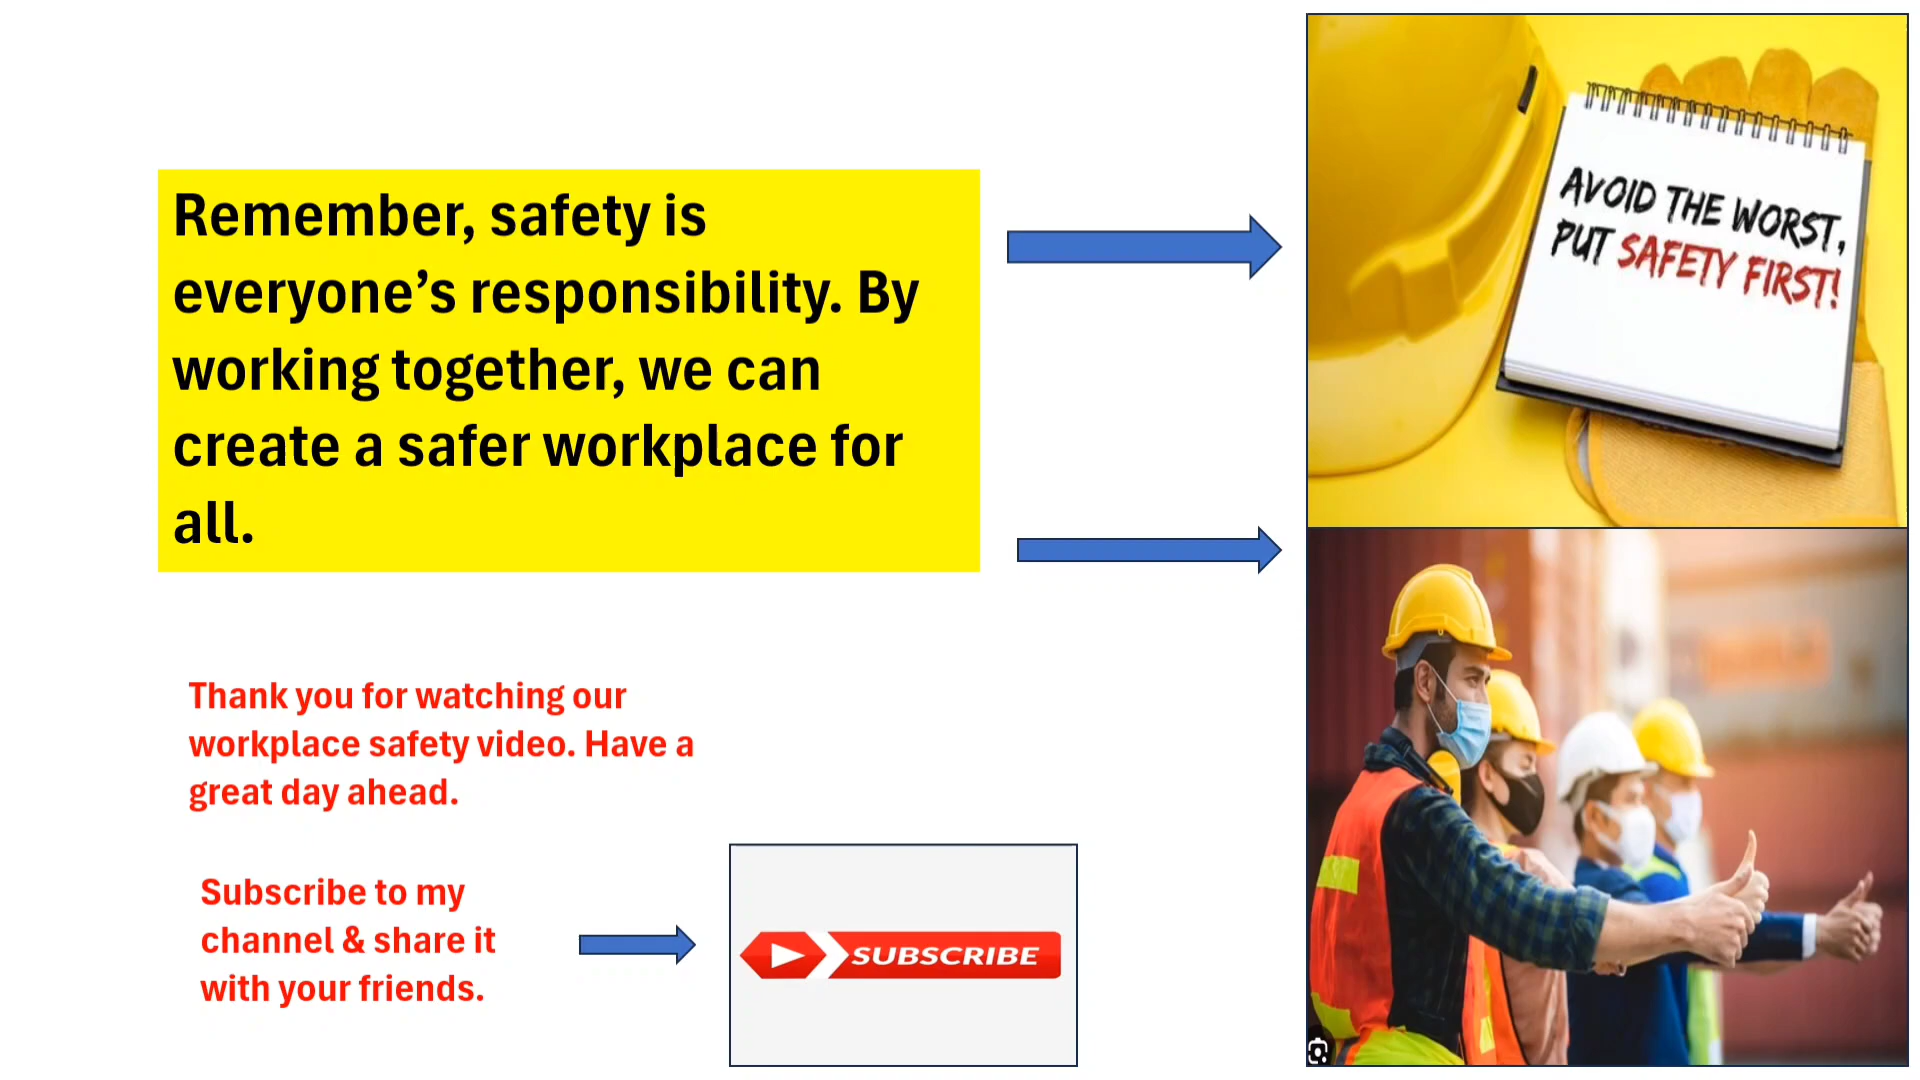 Remember, safety is
everyone’s responsibility. By
working together, we can
create a safer workplace for
all.
AVOID THE WORST,
PUT SAFETY FIRST!
Thank you for watching our
workplace safety video. Have a
great day ahead.
Subscribe to my
channel & share it
with your friends.
SUBSCRIBE